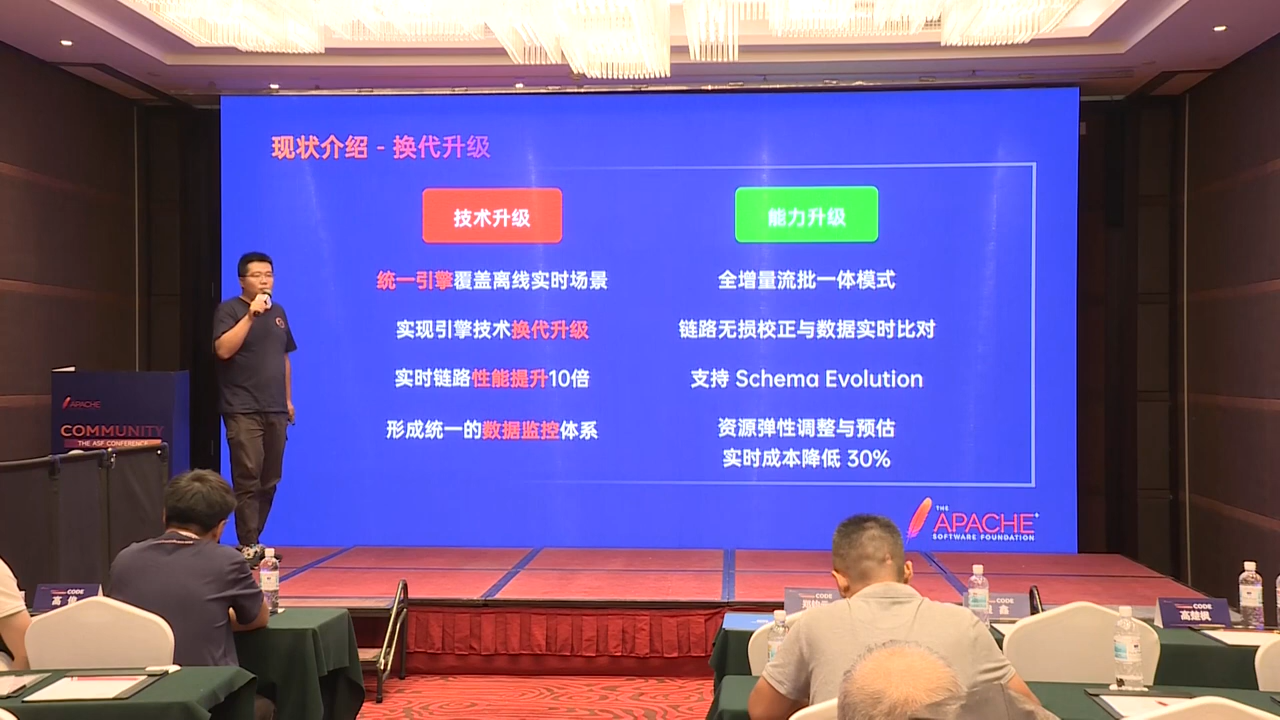 现状介绍 - 换代升级
技术升级
统一引擎覆盖离线实时场景
实现引擎技术换代升级
实时链路性能提升10倍
形成统一的数据监控体系
能力升级
全增量流批一体模式
链路无损校正与数据实时比对
支持 Schema Evolution
资源弹性调整与预估
实时成本降低 30%
THE
APACHE
SOFTWARE FOUNDATION
APACHE
COMMUNITY
THE ASF CONFERENCE
CODE
CODE
CODE
CODE
高楚枫